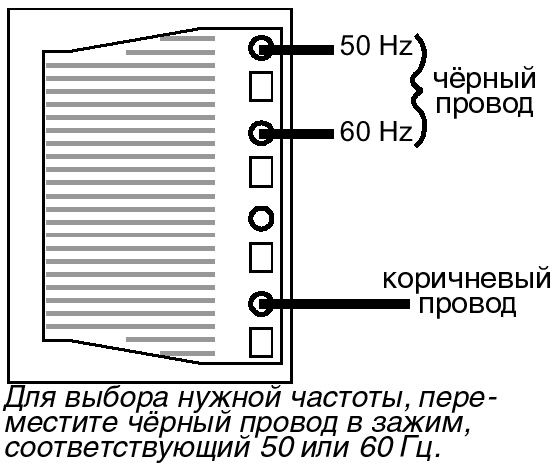 50 Hz
чёрный
провод
60 Hz
коричневый
провод
Для выбора нужной частоты, пере-
местите чёрный провод в зажим,
соответствующий 50 или 60 Гц.